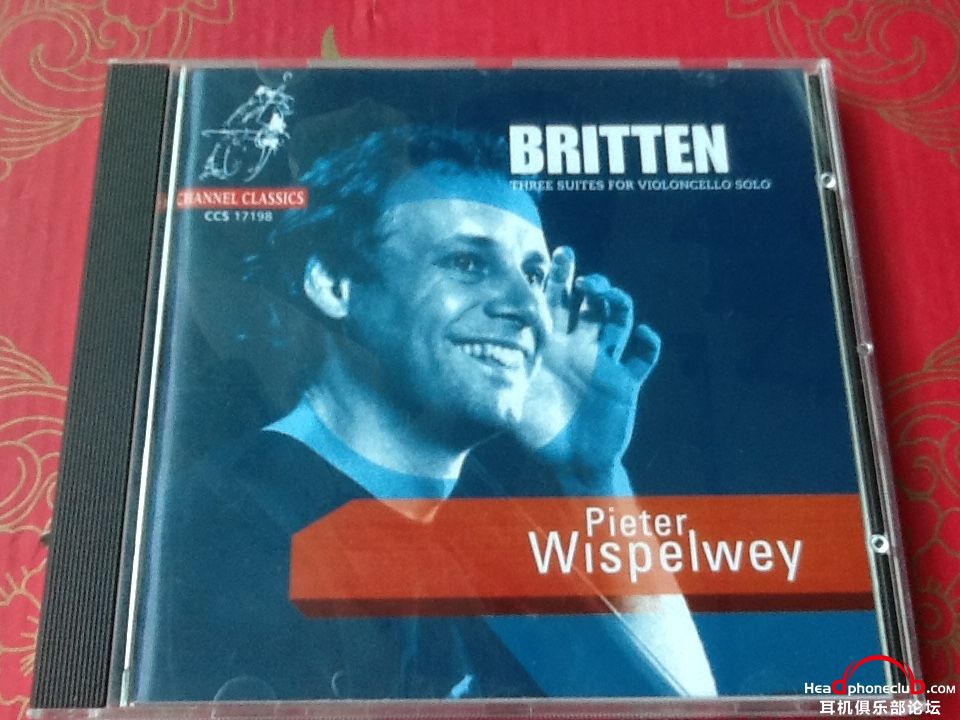 BRITTEN
THREE SUITES FOR VIOLONCELLO SOLO
CHANNEL CLASSICS
CCS 17198
Pieter
Wispelwey
Headphoneclub.com
耳机俱乐部论坛